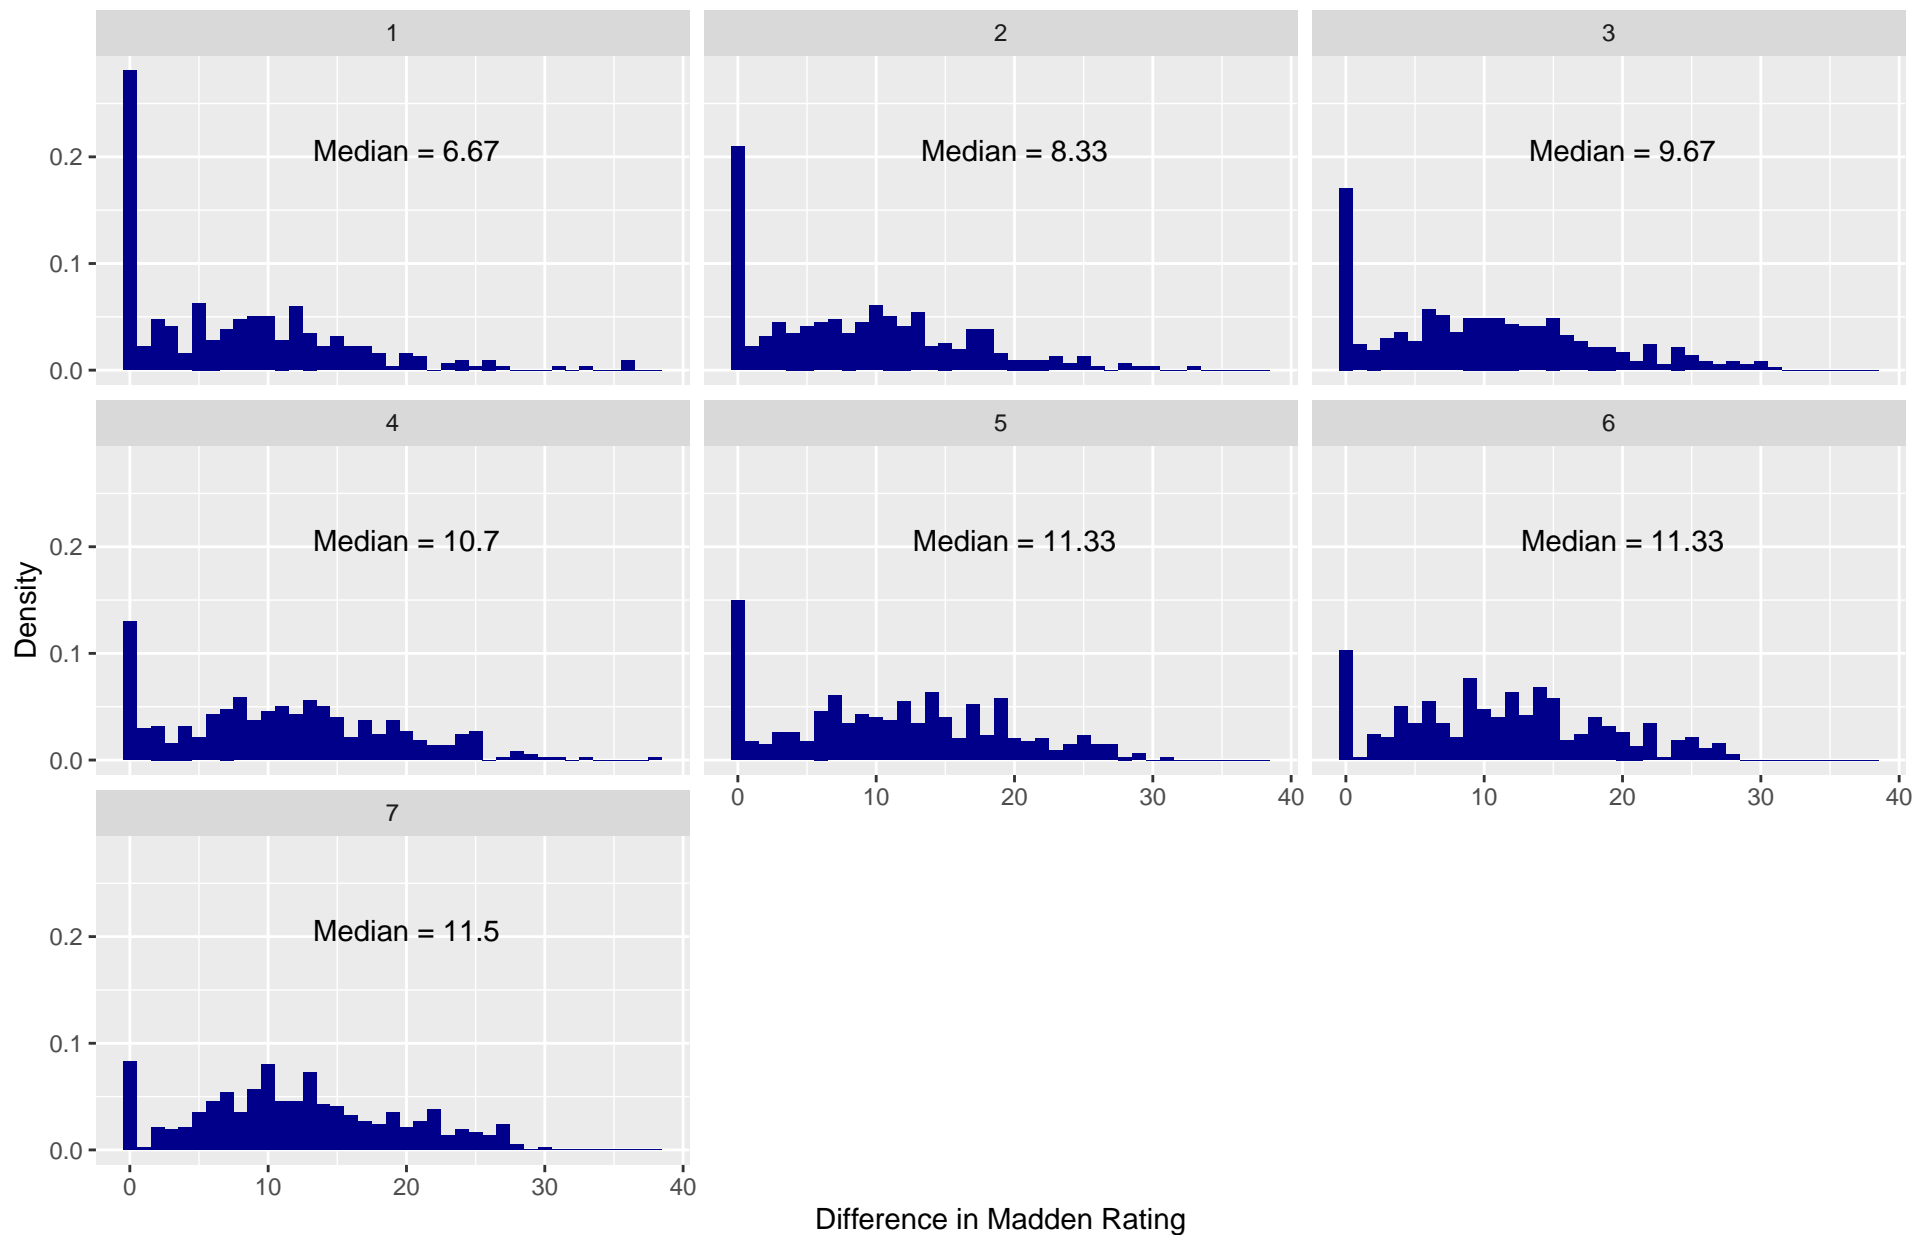 1
2
3
Median = 6.67
Median = 8.33
Median = 9.67
0.2
0.1
0.0
4
5
6
Median = 10.7
Median = 11.33
Median = 11.33
0.2
0.1
0.0
0 10 20 30 40
0 10 20 30 40
7
Median = 11.5
0.2
0.1
0.0
0 10 20 30 40
Density
Difference in Madden Rating